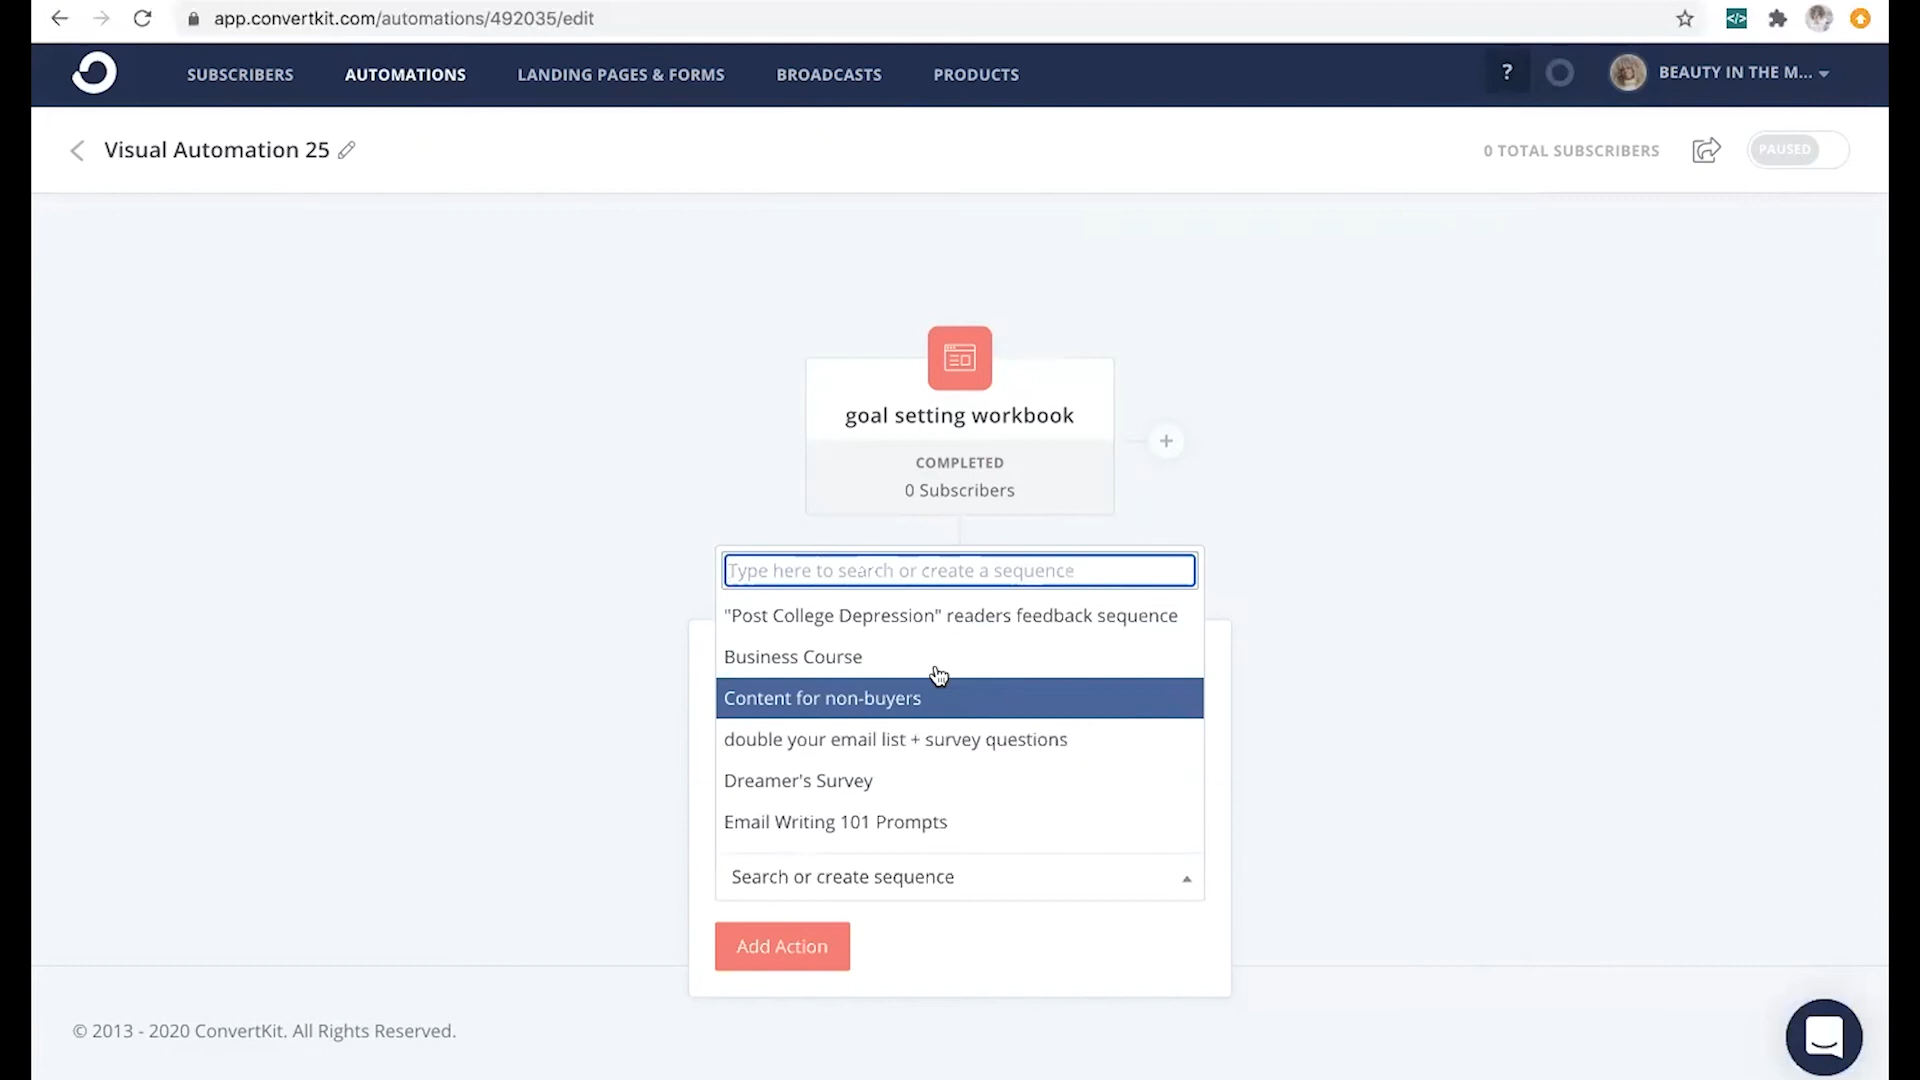 app.convertkit.com/automations/492035/edit
SUBSCRIBERS AUTOMATIONS LANDING PAGES & FORMS BROADCASTS PRODUCTS ? BEAUTY IN THE M...
Visual Automation 25 0 TOTAL SUBSCRIBERS PAUSED
goal setting workbook
COMPLETED
0 Subscribers
+
Type here to search or create a sequence
"Post College Depression" readers feedback sequence
Business Course
Content for non-buyers
double your email list + survey questions
Dreamer's Survey
Email Writing 101 Prompts
Search or create sequence
Add Action
© 2013 - 2020 ConvertKit. All Rights Reserved.